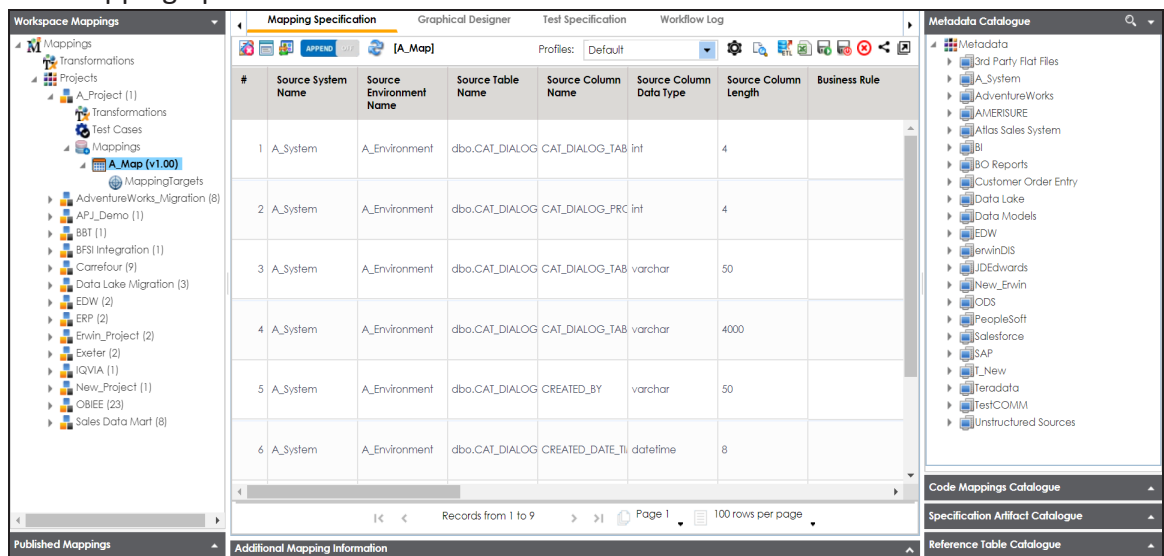 Workspace Mappings
Mappings
Transformations
Projects
A_Project (1)
Transformations
Test Cases
Mappings
A_Map (v1.00)
MappingTargets
AdventureWorks_Migration (8)
APJ_Demo (1)
BBT (1)
BFSI Integration (1)
Carrefour (9)
Data Lake Migration (3)
EDW (2)
ERP (2)
Erwin_Project (2)
Exeter (2)
IQVIA (1)
New_Project (1)
OBIEE (23)
Sales Data Mart (8)
Published Mappings
Mapping Specification Graphical Designer Test Specification Workflow Log
APPEND OFF [A_Map] Profiles: Default
# Source System Name Source Environment Name Source Table Name Source Column Name Source Column Data Type Source Column Length Business Rule
1 A_System A_Environment dbo.CAT_DIALOG CAT_DIALOG_TAB int 4
2 A_System A_Environment dbo.CAT_DIALOG CAT_DIALOG_PRO int 4
3 A_System A_Environment dbo.CAT_DIALOG CAT_DIALOG_TAB varchar 50
4 A_System A_Environment dbo.CAT_DIALOG CAT_DIALOG_TAB varchar 4000
5 A_System A_Environment dbo.CAT_DIALOG CREATED_BY varchar 50
6 A_System A_Environment dbo.CAT_DIALOG CREATED_DATE_TI datetime 8
Records from 1 to 9 Page 1 100 rows per page
Additional Mapping Information
Metadata Catalogue
Metadata
3rd Party Flat Files
A_System
AdventureWorks
AMERISURE
Atlas Sales System
BI
BO Reports
Customer Order Entry
Data Lake
Data Models
EDW
erwinDIS
JDEdwards
New_Erwin
ODS
PeopleSoft
Salesforce
SAP
T_New
Teradata
TestCOMM
Unstructured Sources
Code Mappings Catalogue
Specification Artifact Catalogue
Reference Table Catalogue